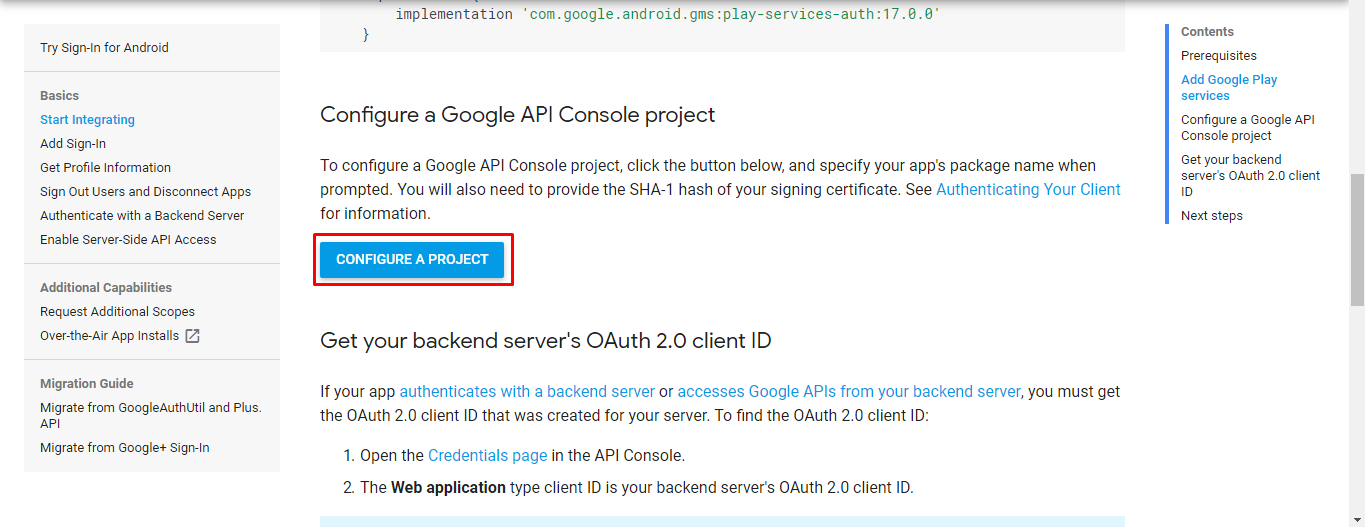 implementation 'com.google.android.gms:play-services-auth:17.0.0'
}
Try Sign-In for Android
Basics
Start Integrating
Add Sign-In
Get Profile Information
Sign Out Users and Disconnect Apps
Authenticate with a Backend Server
Enable Server-Side API Access
Additional Capabilities
Request Additional Scopes
Over-the-Air App Installs
Migration Guide
Migrate from GoogleAuthUtil and Plus.
API
Migrate from Google+ Sign-In
Configure a Google API Console project
To configure a Google API Console project, click the button below, and specify your app's package name when
prompted. You will also need to provide the SHA-1 hash of your signing certificate. See Authenticating Your Client
for information.
CONFIGURE A PROJECT
Get your backend server's OAuth 2.0 client ID
If your app authenticates with a backend server or accesses Google APIs from your backend server, you must get
the OAuth 2.0 client ID that was created for your server. To find the OAuth 2.0 client ID:
1. Open the Credentials page in the API Console.
2. The Web application type client ID is your backend server's OAuth 2.0 client ID.
Contents
Prerequisites
Add Google Play
services
Configure a Google API
Console project
Get your backend
server's OAuth 2.0 client
ID
Next steps